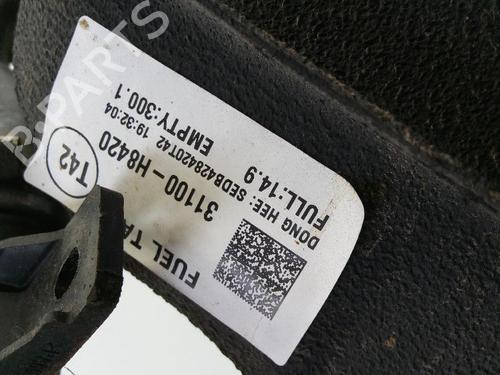 FUEL TA
31100-H8420
T42
DONG HEE: SEDB428420T42 19:32:04
FULL:14.9 EMPTY:300.1
B-PARTS